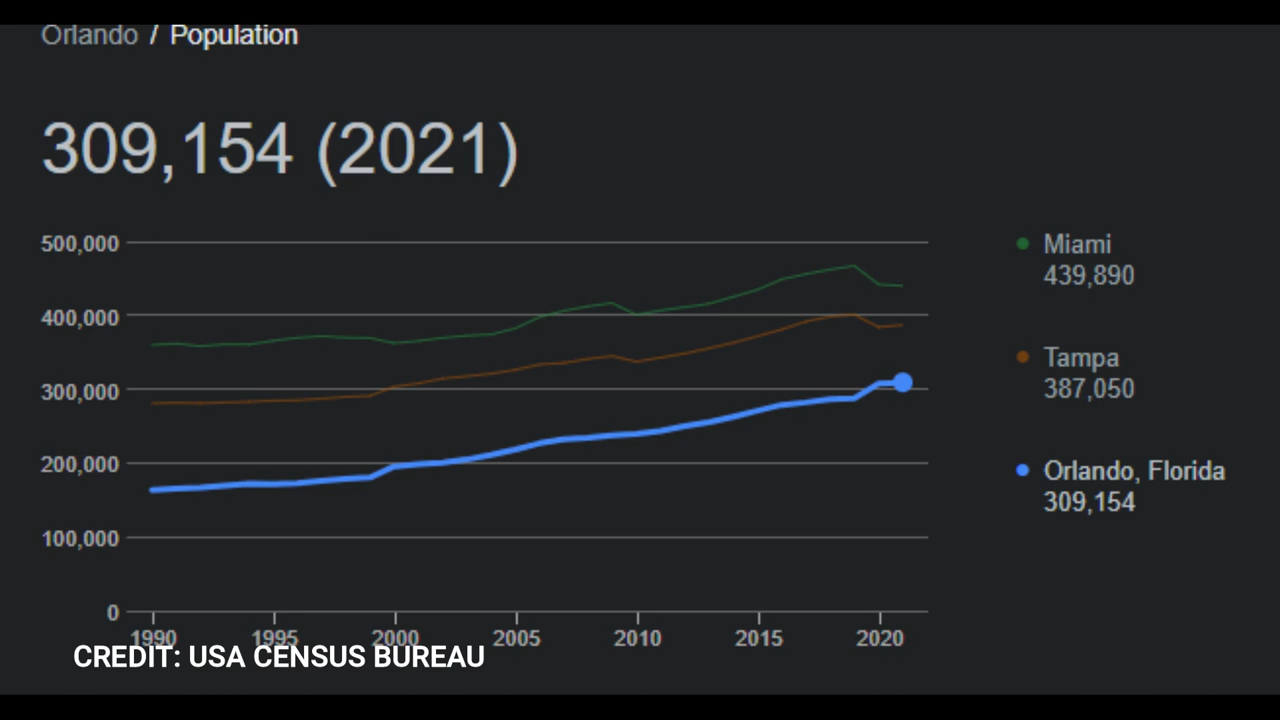 Orlando / Population
309,154 (2021)
500,000
400,000
300,000
200,000
100,000
0
1990 1995 2000 2005 2010 2015 2020
Miami
439,890
Tampa
387,050
Orlando, Florida
309,154
CREDIT: USA CENSUS BUREAU